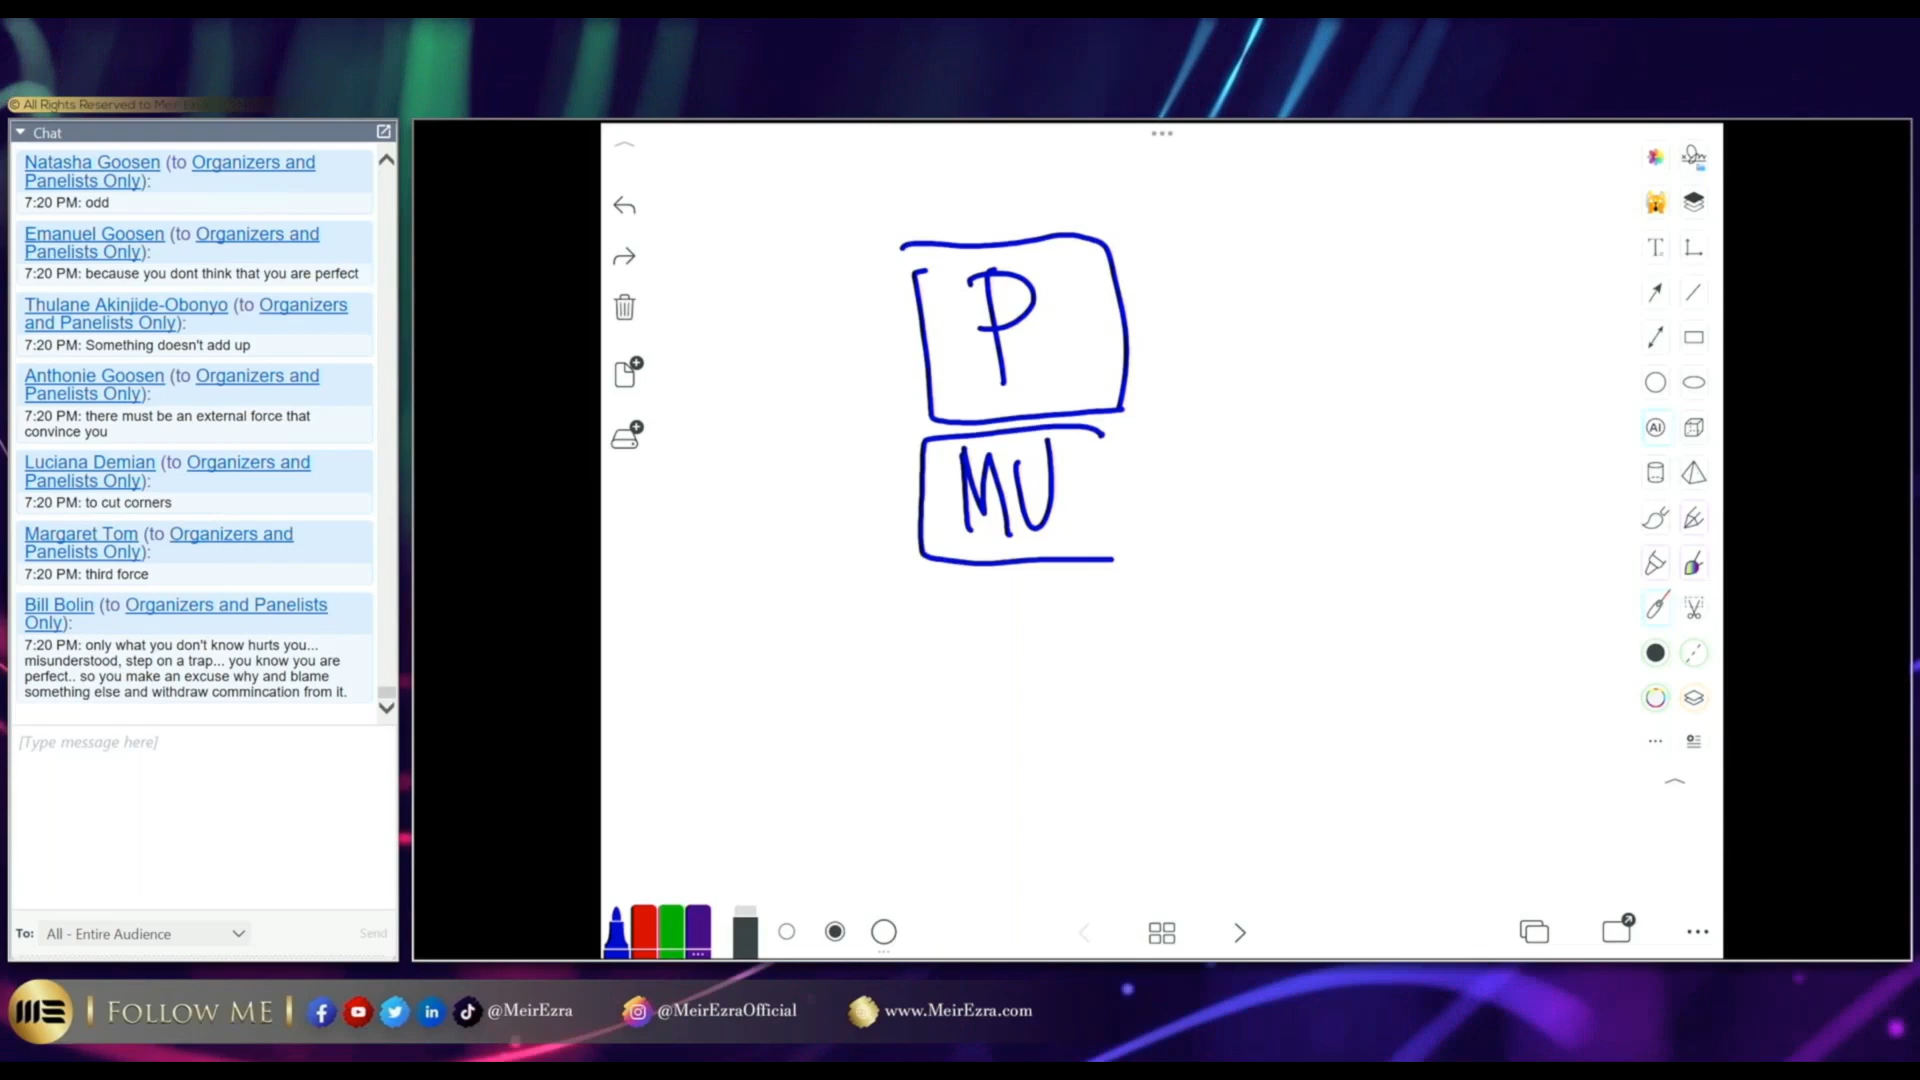 © All Rights Reserved to Meir
Chat
Natasha Goosen (to Organizers and
Panelists Only):
7:20 PM: odd
Emanuel Goosen (to Organizers and
Panelists Only):
7:20 PM: because you dont think that you are perfect
Thulane Akinjide-Obonyo (to Organizers
and Panelists Only):
7:20 PM: Something doesn't add up
Anthonie Goosen (to Organizers and
Panelists Only):
7:20 PM: there must be an external force that
convince you
Luciana Demian (to Organizers and
Panelists Only):
7:20 PM: to cut corners
Margaret Tom (to Organizers and
Panelists Only):
7:20 PM: third force
Bill Bolin (to Organizers and Panelists
Only):
7:20 PM: only what you don't know hurts you...
misunderstood, step on a trap... you know you are
perfect.. so you make an excuse why and blame
something else and withdraw commincation from it.
[Type message here]
To: All - Entire Audience Send
P
MU
T
AI
ME FOLLOW ME @MeirEzra @MeirEzraOfficial www.MeirEzra.com